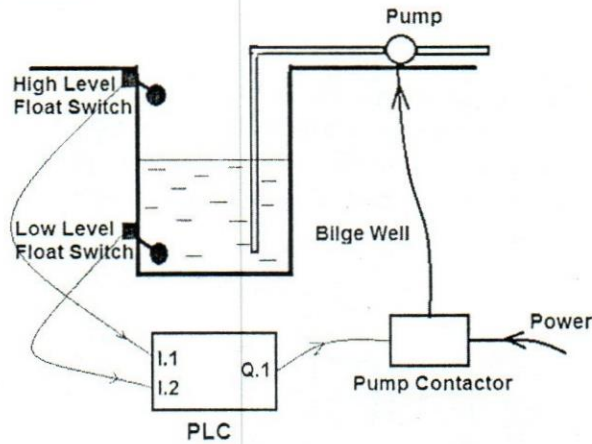 Pump
High Level
Float Switch
Low Level
Float Switch
Bilge Well
Power
I.1
Q.1
I.2
Pump Contactor
PLC